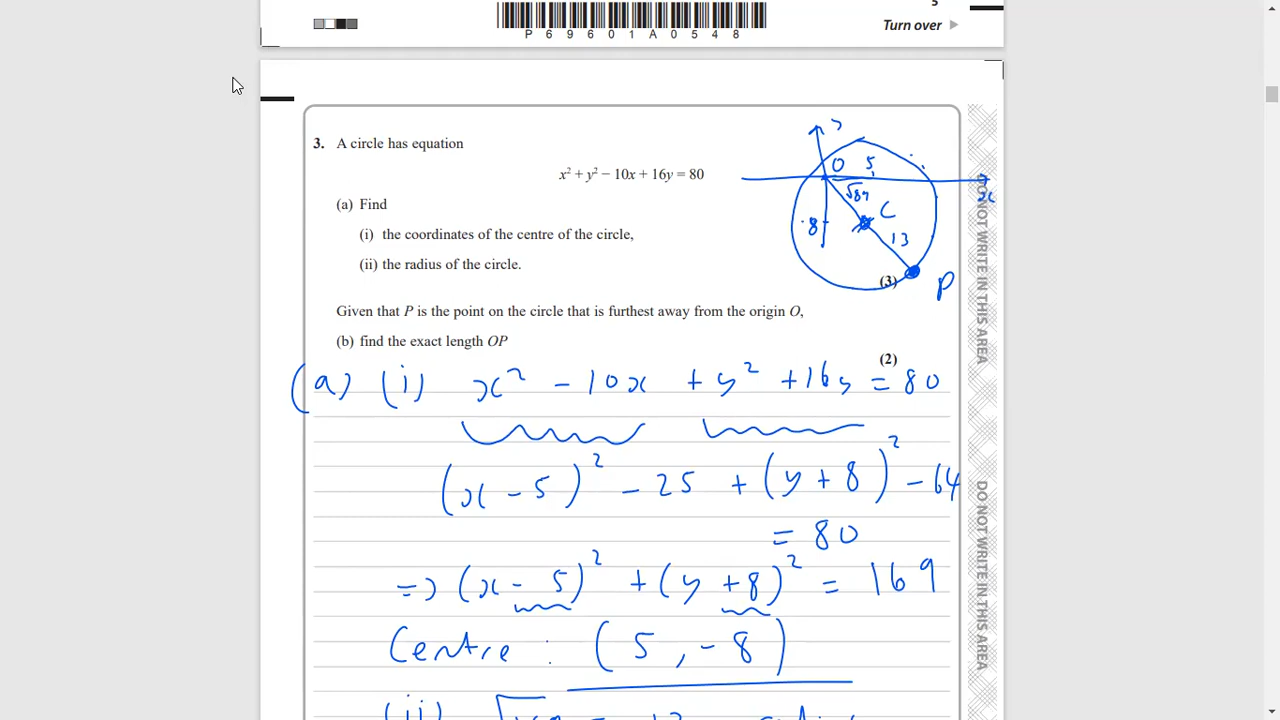 5
P 6 9 6 0 1 A 0 5 4 8
Turn over
3. A circle has equation
x² + y² − 10x + 16y = 80
(a) Find
(i) the coordinates of the centre of the circle,
(ii) the radius of the circle.
(3)
Given that P is the point on the circle that is furthest away from the origin O,
(b) find the exact length OP
(2)
O 5
x
√89
C
-8
13
P
(a) (i) x² - 10x + y² + 16y = 80
(x - 5)² - 25 + (y + 8)² - 64
= 80
=> (x - 5)² + (y + 8)² = 169
Centre : (5, -8)
(ii)
DO NOT WRITE IN THIS AREA
DO NOT WRITE IN THIS AREA